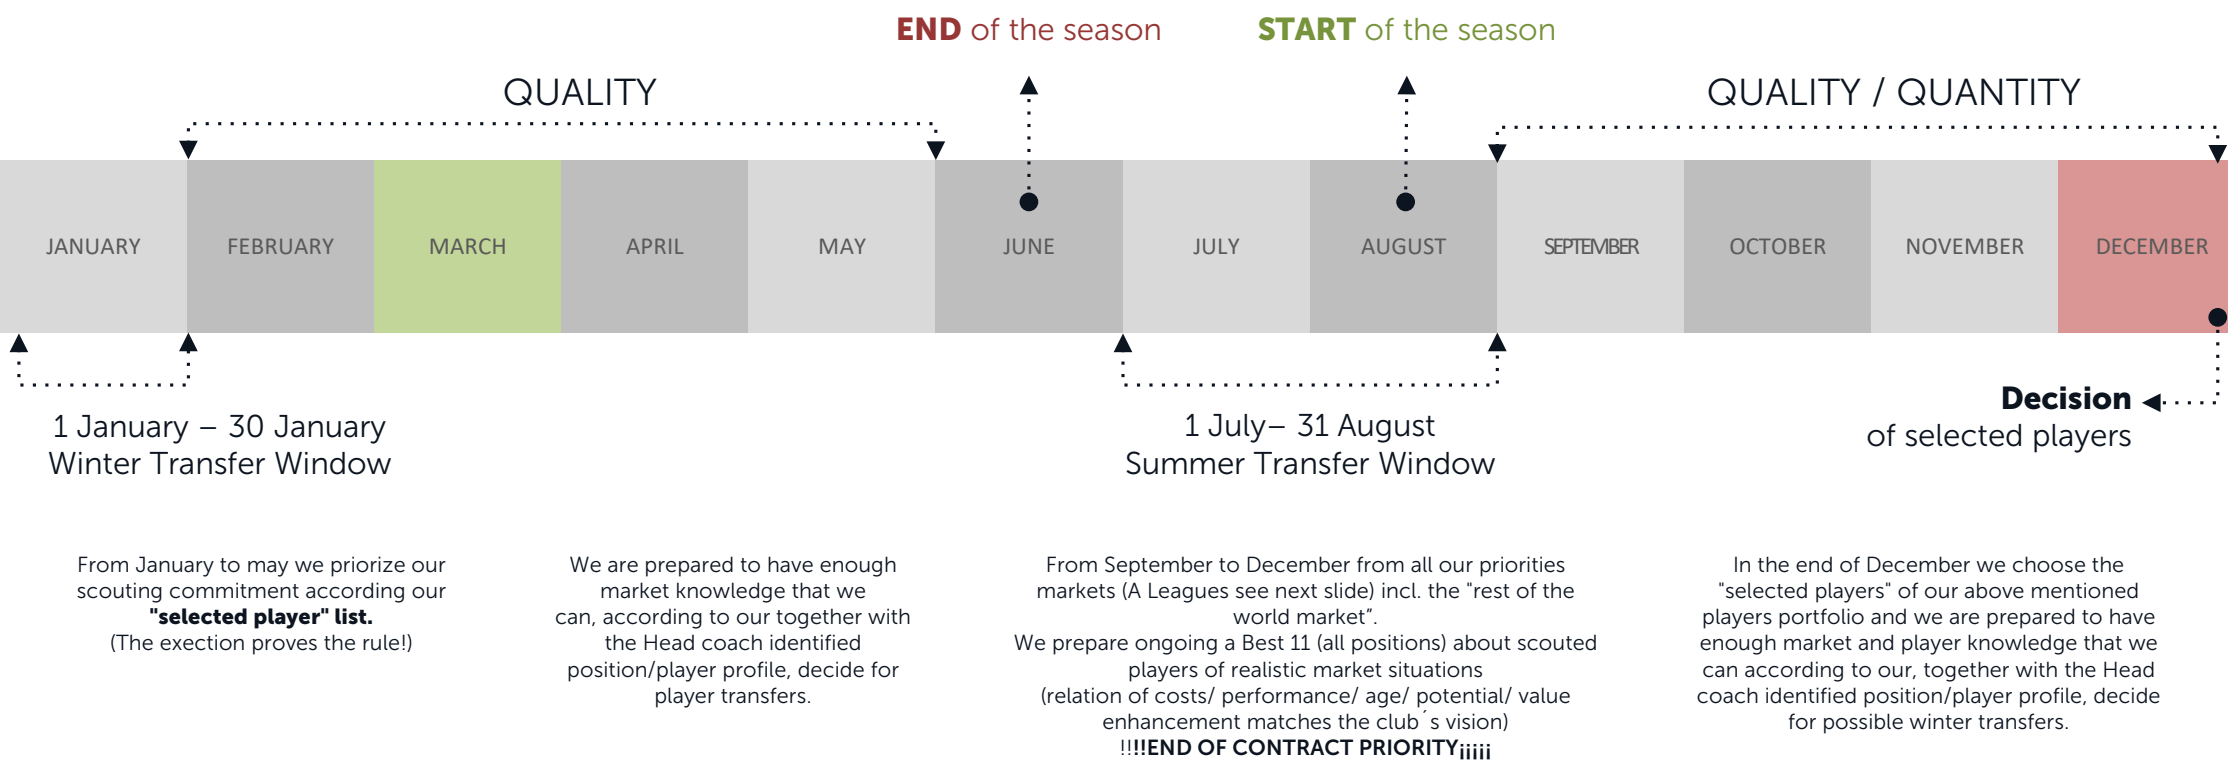 END of the season
START of the season
QUALITY
QUALITY / QUANTITY
JANUARY
FEBRUARY
MARCH
APRIL
MAY
JUNE
JULY
AUGUST
SEPTEMBER
OCTOBER
NOVEMBER
DECEMBER
1 January – 30 January
Winter Transfer Window
1 July– 31 August
Summer Transfer Window
Decision
of selected players
From January to may we priorize our
scouting commitment according our
"selected player" list.
(The exection proves the rule!)
We are prepared to have enough
market knowledge that we
can, according to our together with
the Head coach identified
position/player profile, decide for
player transfers.
From September to December from all our priorities
markets (A Leagues see next slide) incl. the "rest of the
world market”.
We prepare ongoing a Best 11 (all positions) about scouted
players of realistic market situations
(relation of costs/ performance/ age/ potential/ value
enhancement matches the club´s vision)
!!!!END OF CONTRACT PRIORITY¡¡¡¡¡
In the end of December we choose the
"selected players" of our above mentioned
players portfolio and we are prepared to have
enough market and player knowledge that we
can according to our, together with the Head
coach identified position/player profile, decide
for possible winter transfers.